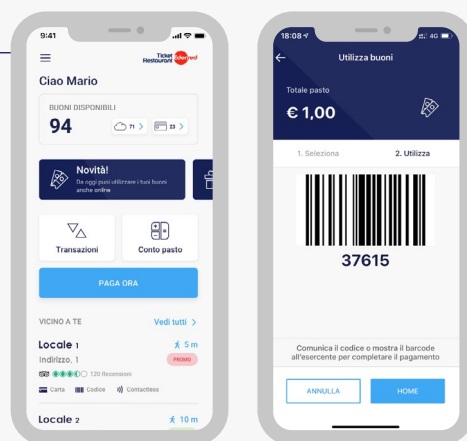 9:41
Ticket
Restaurant Edenred
Ciao Mario
BUONI DISPONIBILI
94
71
23
Novità!
Da oggi puoi utilizzare i tuoi buoni
anche online
Transazioni
Conto pasto
PAGA ORA
VICINO A TE
Vedi tutti
Locale 1
5 m
Indirizzo, 1
PROMO
120 Recensioni
Carta
Codice
Contactless
Locale 2
10 m
18:08
4G
Utilizza buoni
Totale pasto
€ 1,00
1. Seleziona
2. Utilizza
37615
Comunica il codice o mostra il barcode
all'esercente per completare il pagamento
ANNULLA
HOME